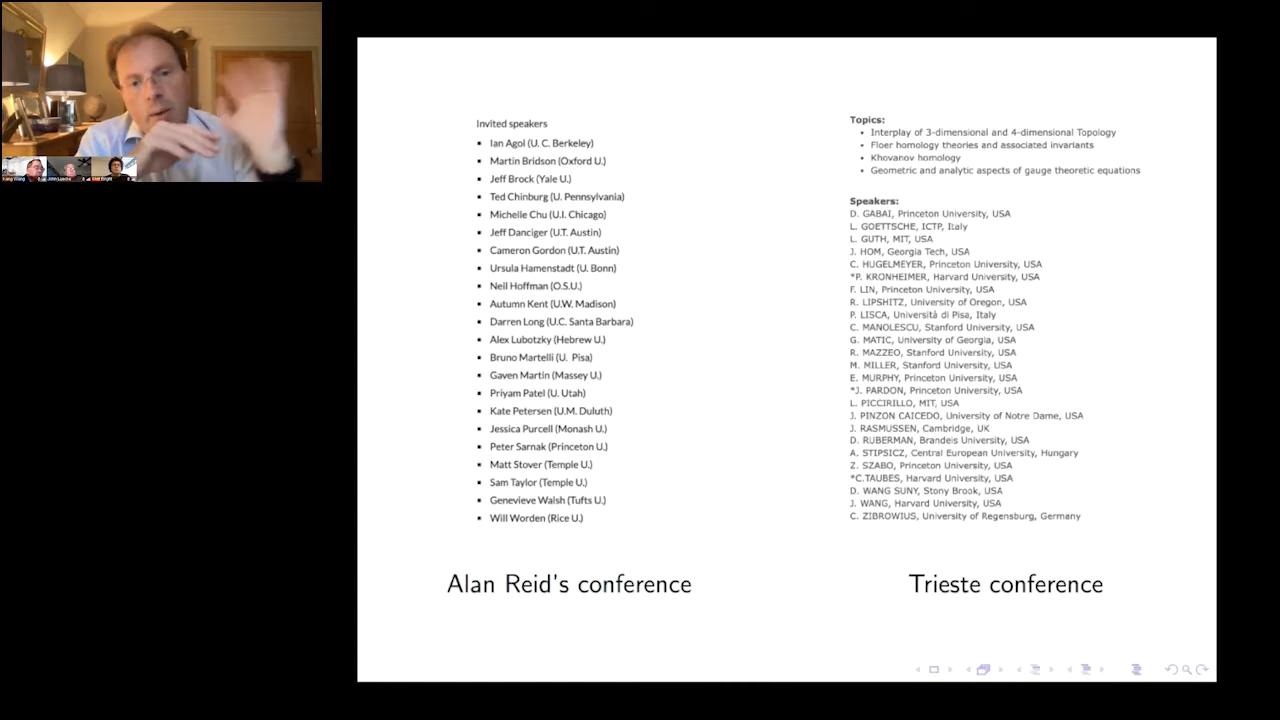 Invited speakers
Ian Agol (U. C. Berkeley)
Martin Bridson (Oxford U.)
Jeff Brock (Yale U.)
Ted Chinburg (U. Pennsylvania)
Michelle Chu (U.I. Chicago)
Jeff Danciger (U.T. Austin)
Cameron Gordon (U.T. Austin)
Ursula Hamenstadt (U. Bonn)
Neil Hoffman (O.S.U.)
Autumn Kent (U.W. Madison)
Darren Long (U.C. Santa Barbara)
Alex Lubotzky (Hebrew U.)
Bruno Martelli (U. Pisa)
Gaven Martin (Massey U.)
Priyam Patel (U. Utah)
Kate Petersen (U.M. Duluth)
Jessica Purcell (Monash U.)
Peter Sarnak (Princeton U.)
Matt Stover (Temple U.)
Sam Taylor (Temple U.)
Genevieve Walsh (Tufts U.)
Will Worden (Rice U.)
Alan Reid's conference
Topics:
Interplay of 3-dimensional and 4-dimensional Topology
Floer homology theories and associated invariants
Khovanov homology
Geometric and analytic aspects of gauge theoretic equations
Speakers:
D. GABAI, Princeton University, USA
L. GOETTSCHE, ICTP, Italy
L. GUTH, MIT, USA
J. HOM, Georgia Tech, USA
C. HUGELMEYER, Princeton University, USA
*P. KRONHEIMER, Harvard University, USA
F. LIN, Princeton University, USA
R. LIPSHITZ, University of Oregon, USA
P. LISCA, Università di Pisa, Italy
C. MANOLESCU, Stanford University, USA
G. MATIC, University of Georgia, USA
R. MAZZEO, Stanford University, USA
M. MILLER, Stanford University, USA
E. MURPHY, Princeton University, USA
*J. PARDON, Princeton University, USA
L. PICCIRILLO, MIT, USA
J. PINZON CAICEDO, University of Notre Dame, USA
J. RASMUSSEN, Cambridge, UK
D. RUBERMAN, Brandeis University, USA
A. STIPSICZ, Central European University, Hungary
Z. SZABO, Princeton University, USA
*C.TAUBES, Harvard University, USA
D. WANG SUNY, Stony Brook, USA
J. WANG, Harvard University, USA
C. ZIBROWIUS, University of Regensburg, Germany
Trieste conference